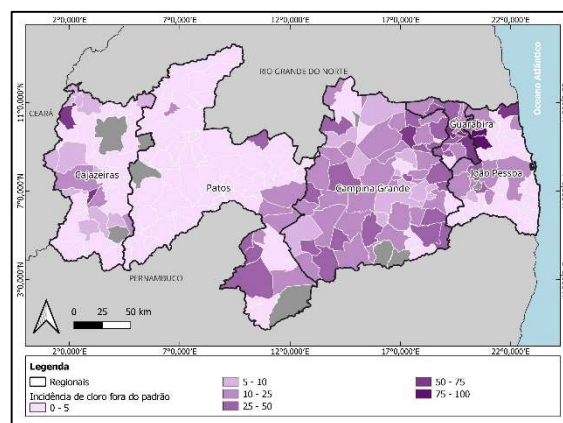 2°0,000'E 7°0,000'E 12°0,000'E 17°0,000'E 22°0,000'E
Oceano Atlântico
RIO GRANDE DO NORTE
11°0,000'N
CEARÁ
Guarabira
Cajazeiras
João Pessoa
7°0,000'N
Patos
Campina Grande
PERNAMBUCO
3°0,000'N
0 25 50 km
2°0,000'E 7°0,000'E 12°0,000'E 17°0,000'E 22°0,000'E
Legenda
Regionais
Incidência de cloro fora do padrão
0 - 5
5 - 10
10 - 25
25 - 50
50 - 75
75 - 100